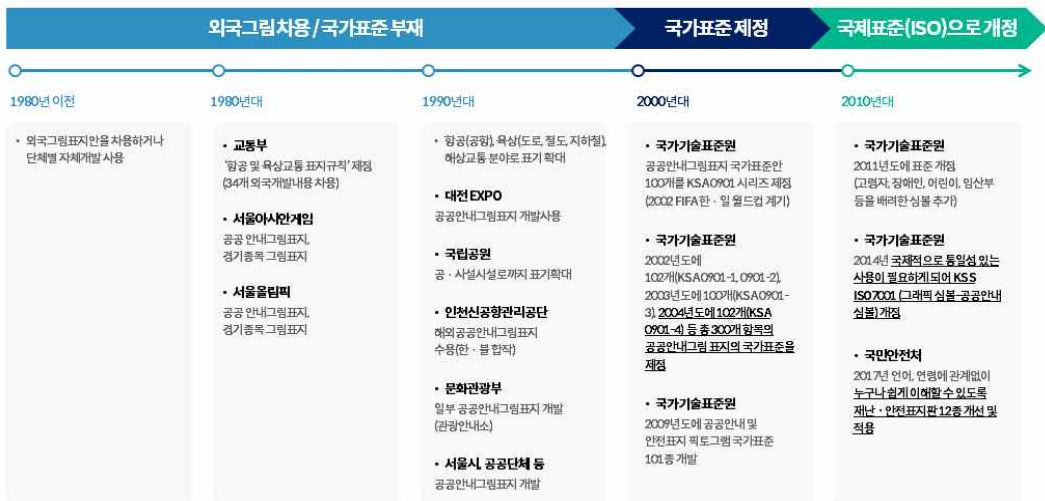 외국그림차용 / 국가표준 부재
국가표준 제정
국제표준(ISO)으로 개정
1980년 이전
• 외국그림표지안을 차용하거나
단체별 자체개발 사용
1980년대
• 교통부
'항공 및 육상교통 표지규칙' 제정
(34개 외국개발내용 차용)
• 서울아시안게임
공공 안내그림표지,
경기종목 그림표지
• 서울올림픽
공공 안내그림표지,
경기종목 그림표지
1990년대
• 항공(공항), 육상(도로, 철도, 지하철),
해상교통 분야로 표기 확대
• 대전 EXPO
공공안내그림표지 개발사용
• 국립공원
공 · 사설시설로까지 표기확대
• 인천신공항관리공단
해외공공안내그림표지
수용(한 · 불 합작)
• 문화관광부
일부 공공안내그림표지 개발
(관광안내소)
• 서울시, 공공단체 등
공공안내그림표지 개발
2000년대
• 국가기술표준원
공공안내그림표지 국가표준안
100개를 KSA0901 시리즈 제정
(2002 FIFA 한 · 일 월드컵 계기)
• 국가기술표준원
2002년도에
102개(KSA0901-1, 0901-2),
2003년도에 100개(KSA0901-
3), 2004년도에 102개(KSA
0901-4) 등 총 300개 항목의
공공안내그림 표지의 국가표준을
제정
• 국가기술표준원
2009년도에 공공안내 및
안전표지 픽토그램 국가표준
101종 개발
2010년대
• 국가기술표준원
2011년도에 표준 개정
(고령자, 장애인, 어린이, 임산부
등을 배려한 심볼 추가)
• 국가기술표준원
2014년 국제적으로 통일성 있는
사용이 필요하게 되어 KS S
ISO7001 (그래픽 심볼-공공안내
심볼) 개정
• 국민안전처
2017년 언어, 연령에 관계없이
누구나 쉽게 이해할 수 있도록
재난 · 안전표지판 12종 개선 및
적용